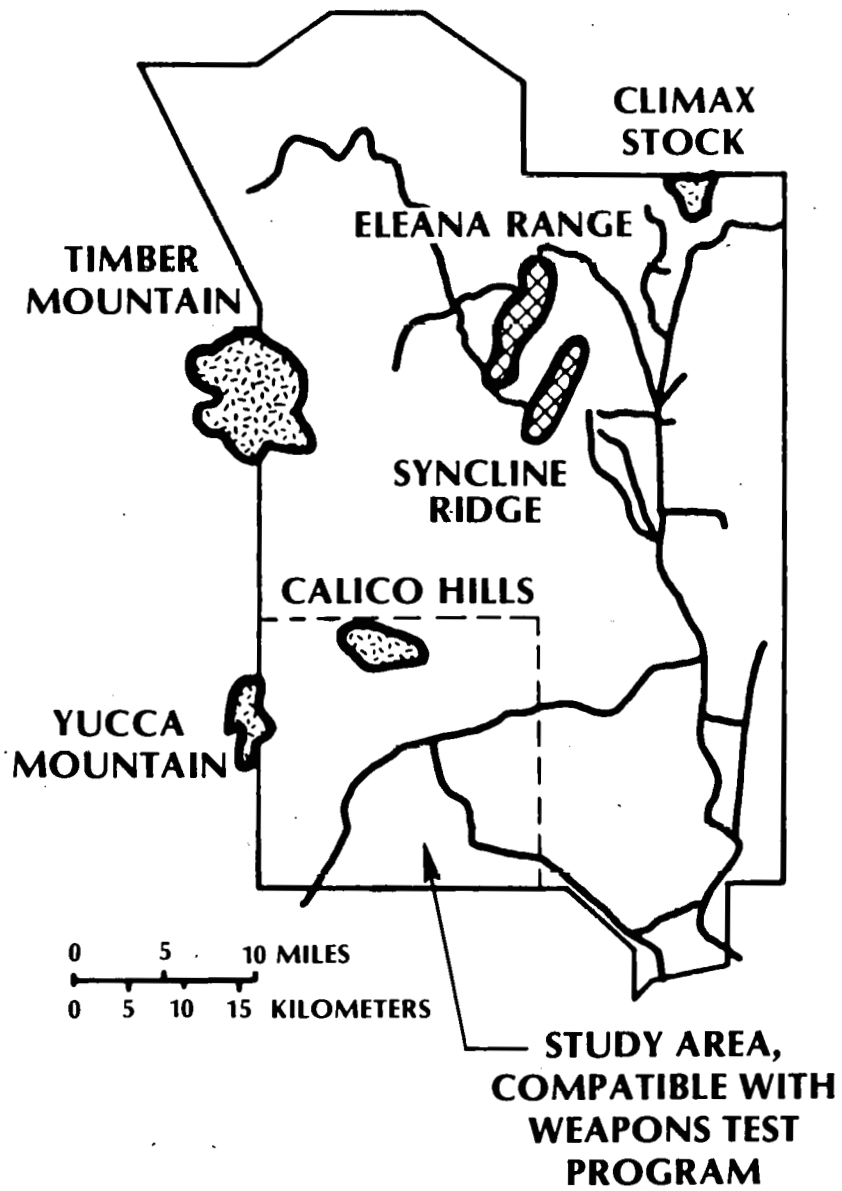 CLIMAX
STOCK
ELEANA RANGE
TIMBER
MOUNTAIN
SYNCLINE
RIDGE
CALICO HILLS
YUCCA
MOUNTAIN
0 5 10 MILES
0 5 10 15 KILOMETERS
STUDY AREA,
COMPATIBLE WITH
WEAPONS TEST
PROGRAM